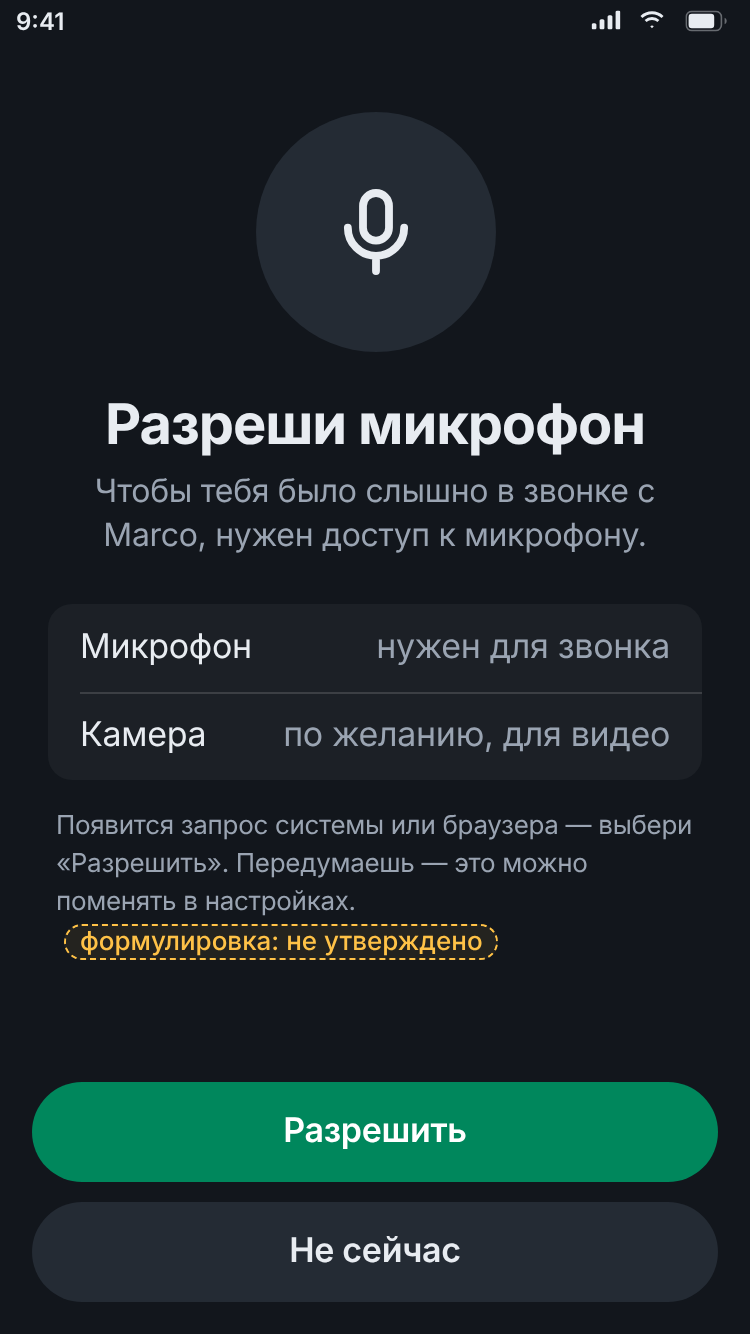 9:41
Разреши микрофон
Чтобы тебя было слышно в звонке с
Marco, нужен доступ к микрофону.
Микрофон нужен для звонка
Камера по желанию, для видео
Появится запрос системы или браузера — выбери
«Разрешить». Передумаешь — это можно
поменять в настройках.
формулировка: не утверждено
Разрешить
Не сейчас